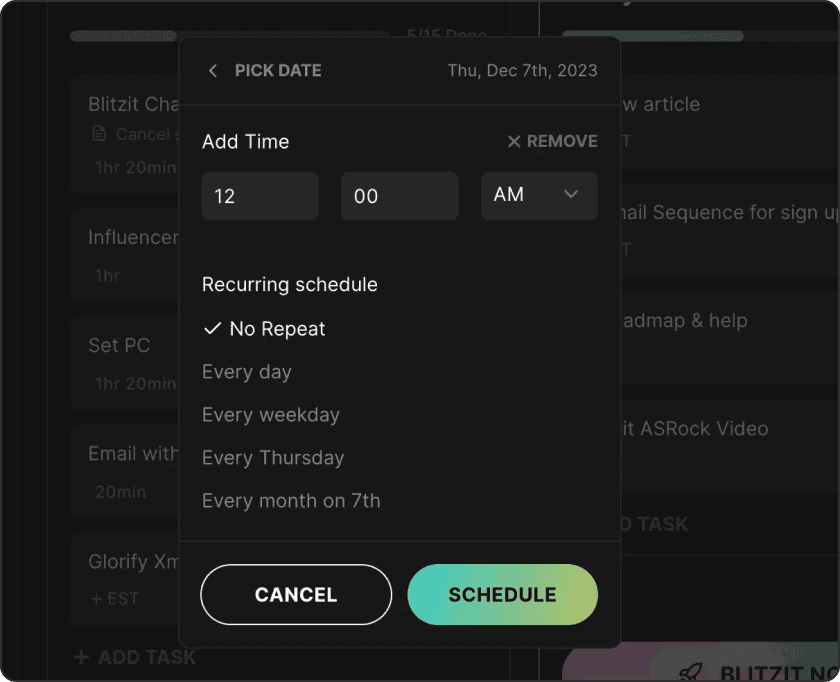 5/15 Done
PICK DATE
Thu, Dec 7th, 2023
Add Time
REMOVE
12
00
AM
Recurring schedule
No Repeat
Every day
Every weekday
Every Thursday
Every month on 7th
CANCEL
SCHEDULE
Blitzit Cha
Cancel s
1hr 20min
Influencer
1hr
Set PC
1hr 20min
Email with
20min
Glorify Xm
+ EST
+ ADD TASK
w article
T
ail Sequence for sign up
T
admap & help
it ASRock Video
D TASK
BLITZIT NO